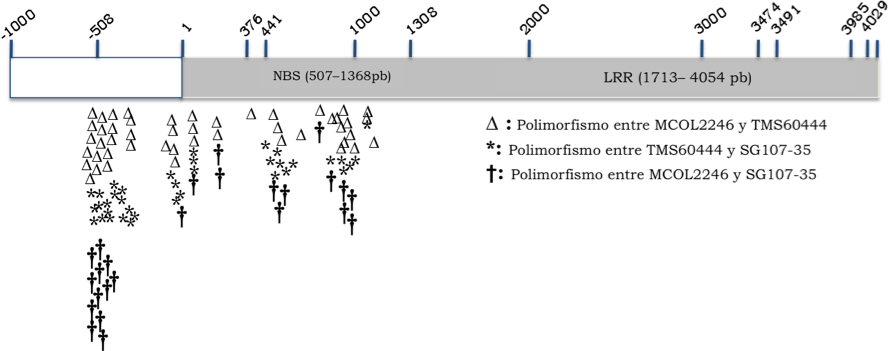 -1000 -508 1 376 441 1000 1308 2000 3000 3474 3491 3985 4029
NBS (507–1368pb) LRR (1713– 4054 pb)
Δ : Polimorfismo entre MCOL2246 y TMS60444
*: Polimorfismo entre TMS60444 y SG107-35
†: Polimorfismo entre MCOL2246 y SG107-35